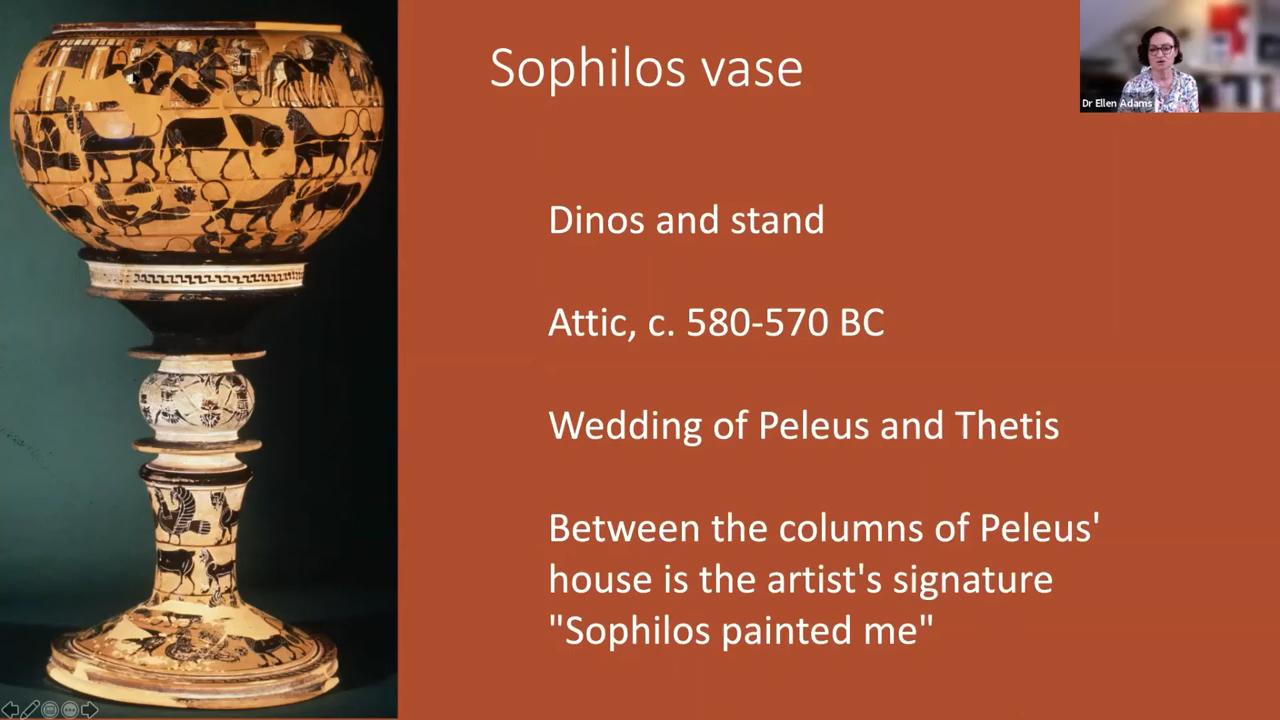 Sophilos vase
Dr Ellen Adams
Dinos and stand
Attic, c. 580-570 BC
Wedding of Peleus and Thetis
Between the columns of Peleus'
house is the artist's signature
"Sophilos painted me"